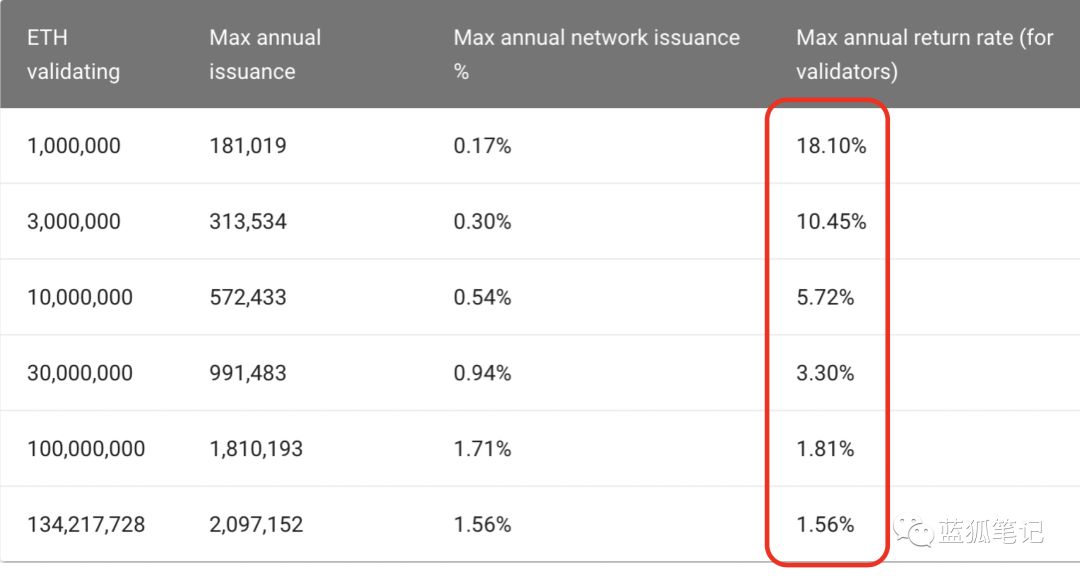 ETH validating	Max annual issuance	Max annual network issuance %	Max annual return rate (for validators)
1,000,000	181,019	0.17%	18.10%
3,000,000	313,534	0.30%	10.45%
10,000,000	572,433	0.54%	5.72%
30,000,000	991,483	0.94%	3.30%
100,000,000	1,810,193	1.71%	1.81%
134,217,728	2,097,152	1.56%	1.56%
蓝狐笔记